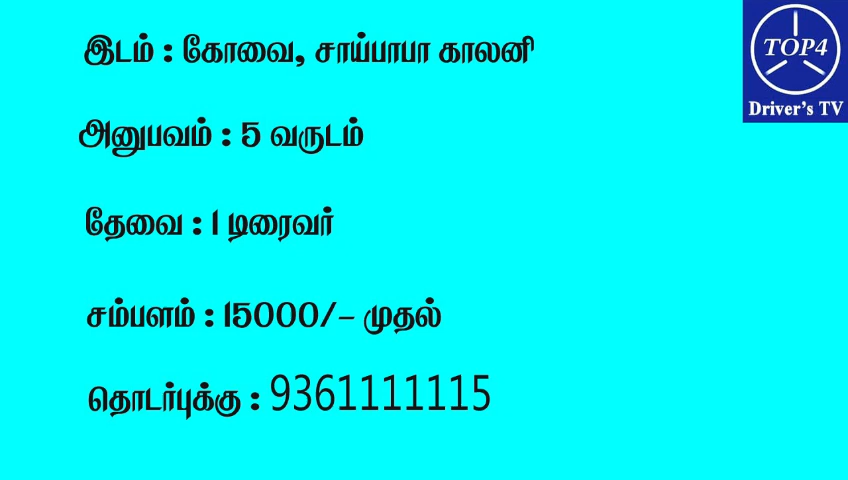 இடம் : கோவை, சாய்பாபா காலனி
TOP4
Driver's TV
அனுபவம் : 5 வருடம்
தேவை : 1 டிரைவர்
சம்பளம் : 15000/- முதல்
தொடர்புக்கு : 9361111115